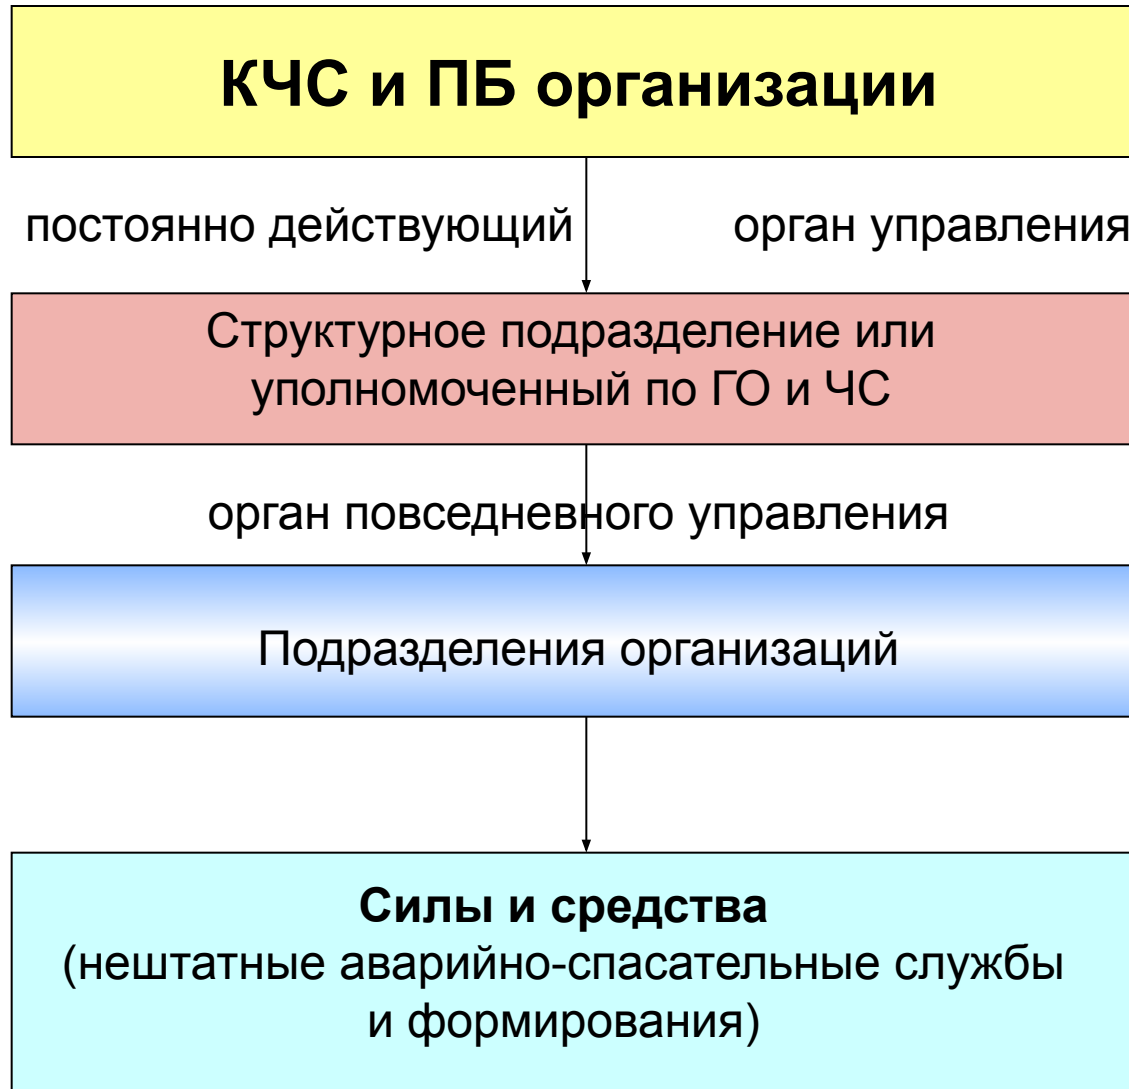 КЧС и ПБ организации
постоянно действующий орган управления
Структурное подразделение или
уполномоченный по ГО и ЧС
орган повседневного управления
Подразделения организаций
Силы и средства
(нештатные аварийно-спасательные службы
и формирования)